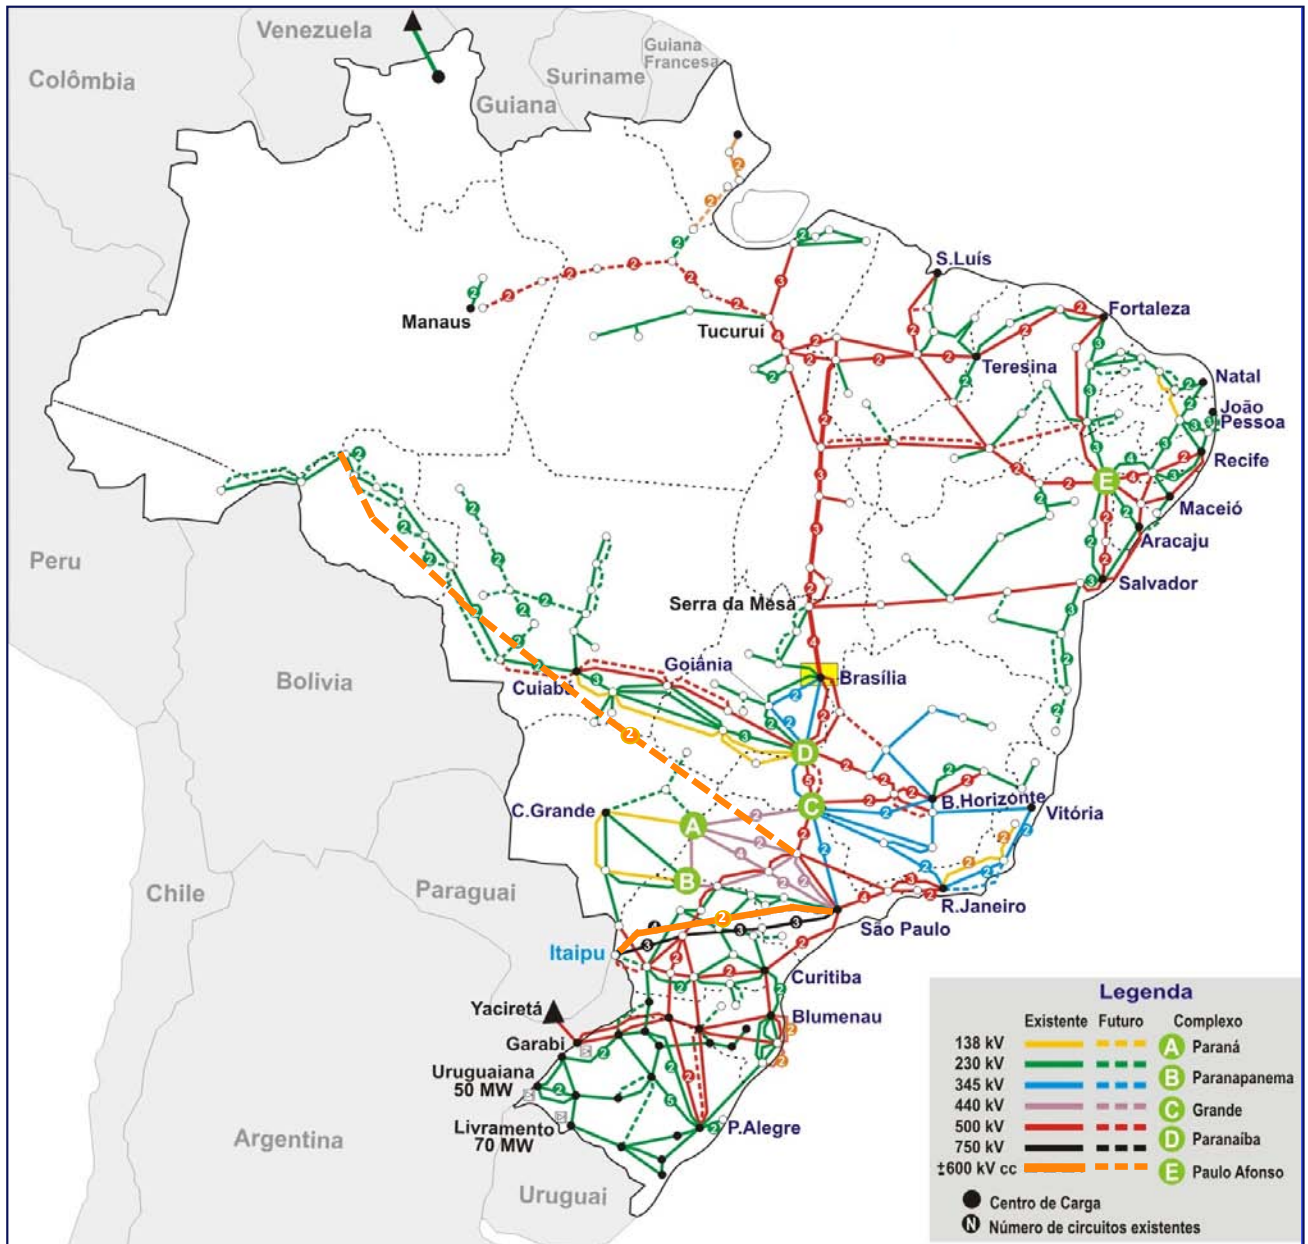 Venezuela
Guiana
Francesa
Colômbia
Suriname
Guiana
S.Luís
Manaus
Tucuruí
Fortaleza
Teresina
Natal
João
Pessoa
Recife
E
Maceió
Aracaju
Peru
Salvador
Serra da Mesa
Goiânia
Brasília
Bolivia
Cuiabá
2
D
C.Grande
C
B.Horizonte
Vitória
A
B
Chile
Paraguai
R.Janeiro
2
São Paulo
Itaipu
Curitiba
Yaciretá
Blumenau
Garabi
Uruguaiana
50 MW
Livramento
70 MW
P.Alegre
Argentina
Uruguai
Legenda
Existente Futuro Complexo
138 kV A Paraná
230 kV
345 kV B Paranapanema
440 kV C Grande
500 kV
750 kV D Paranaíba
±600 kV cc E Paulo Afonso
Centro de Carga
N Número de circuitos existentes